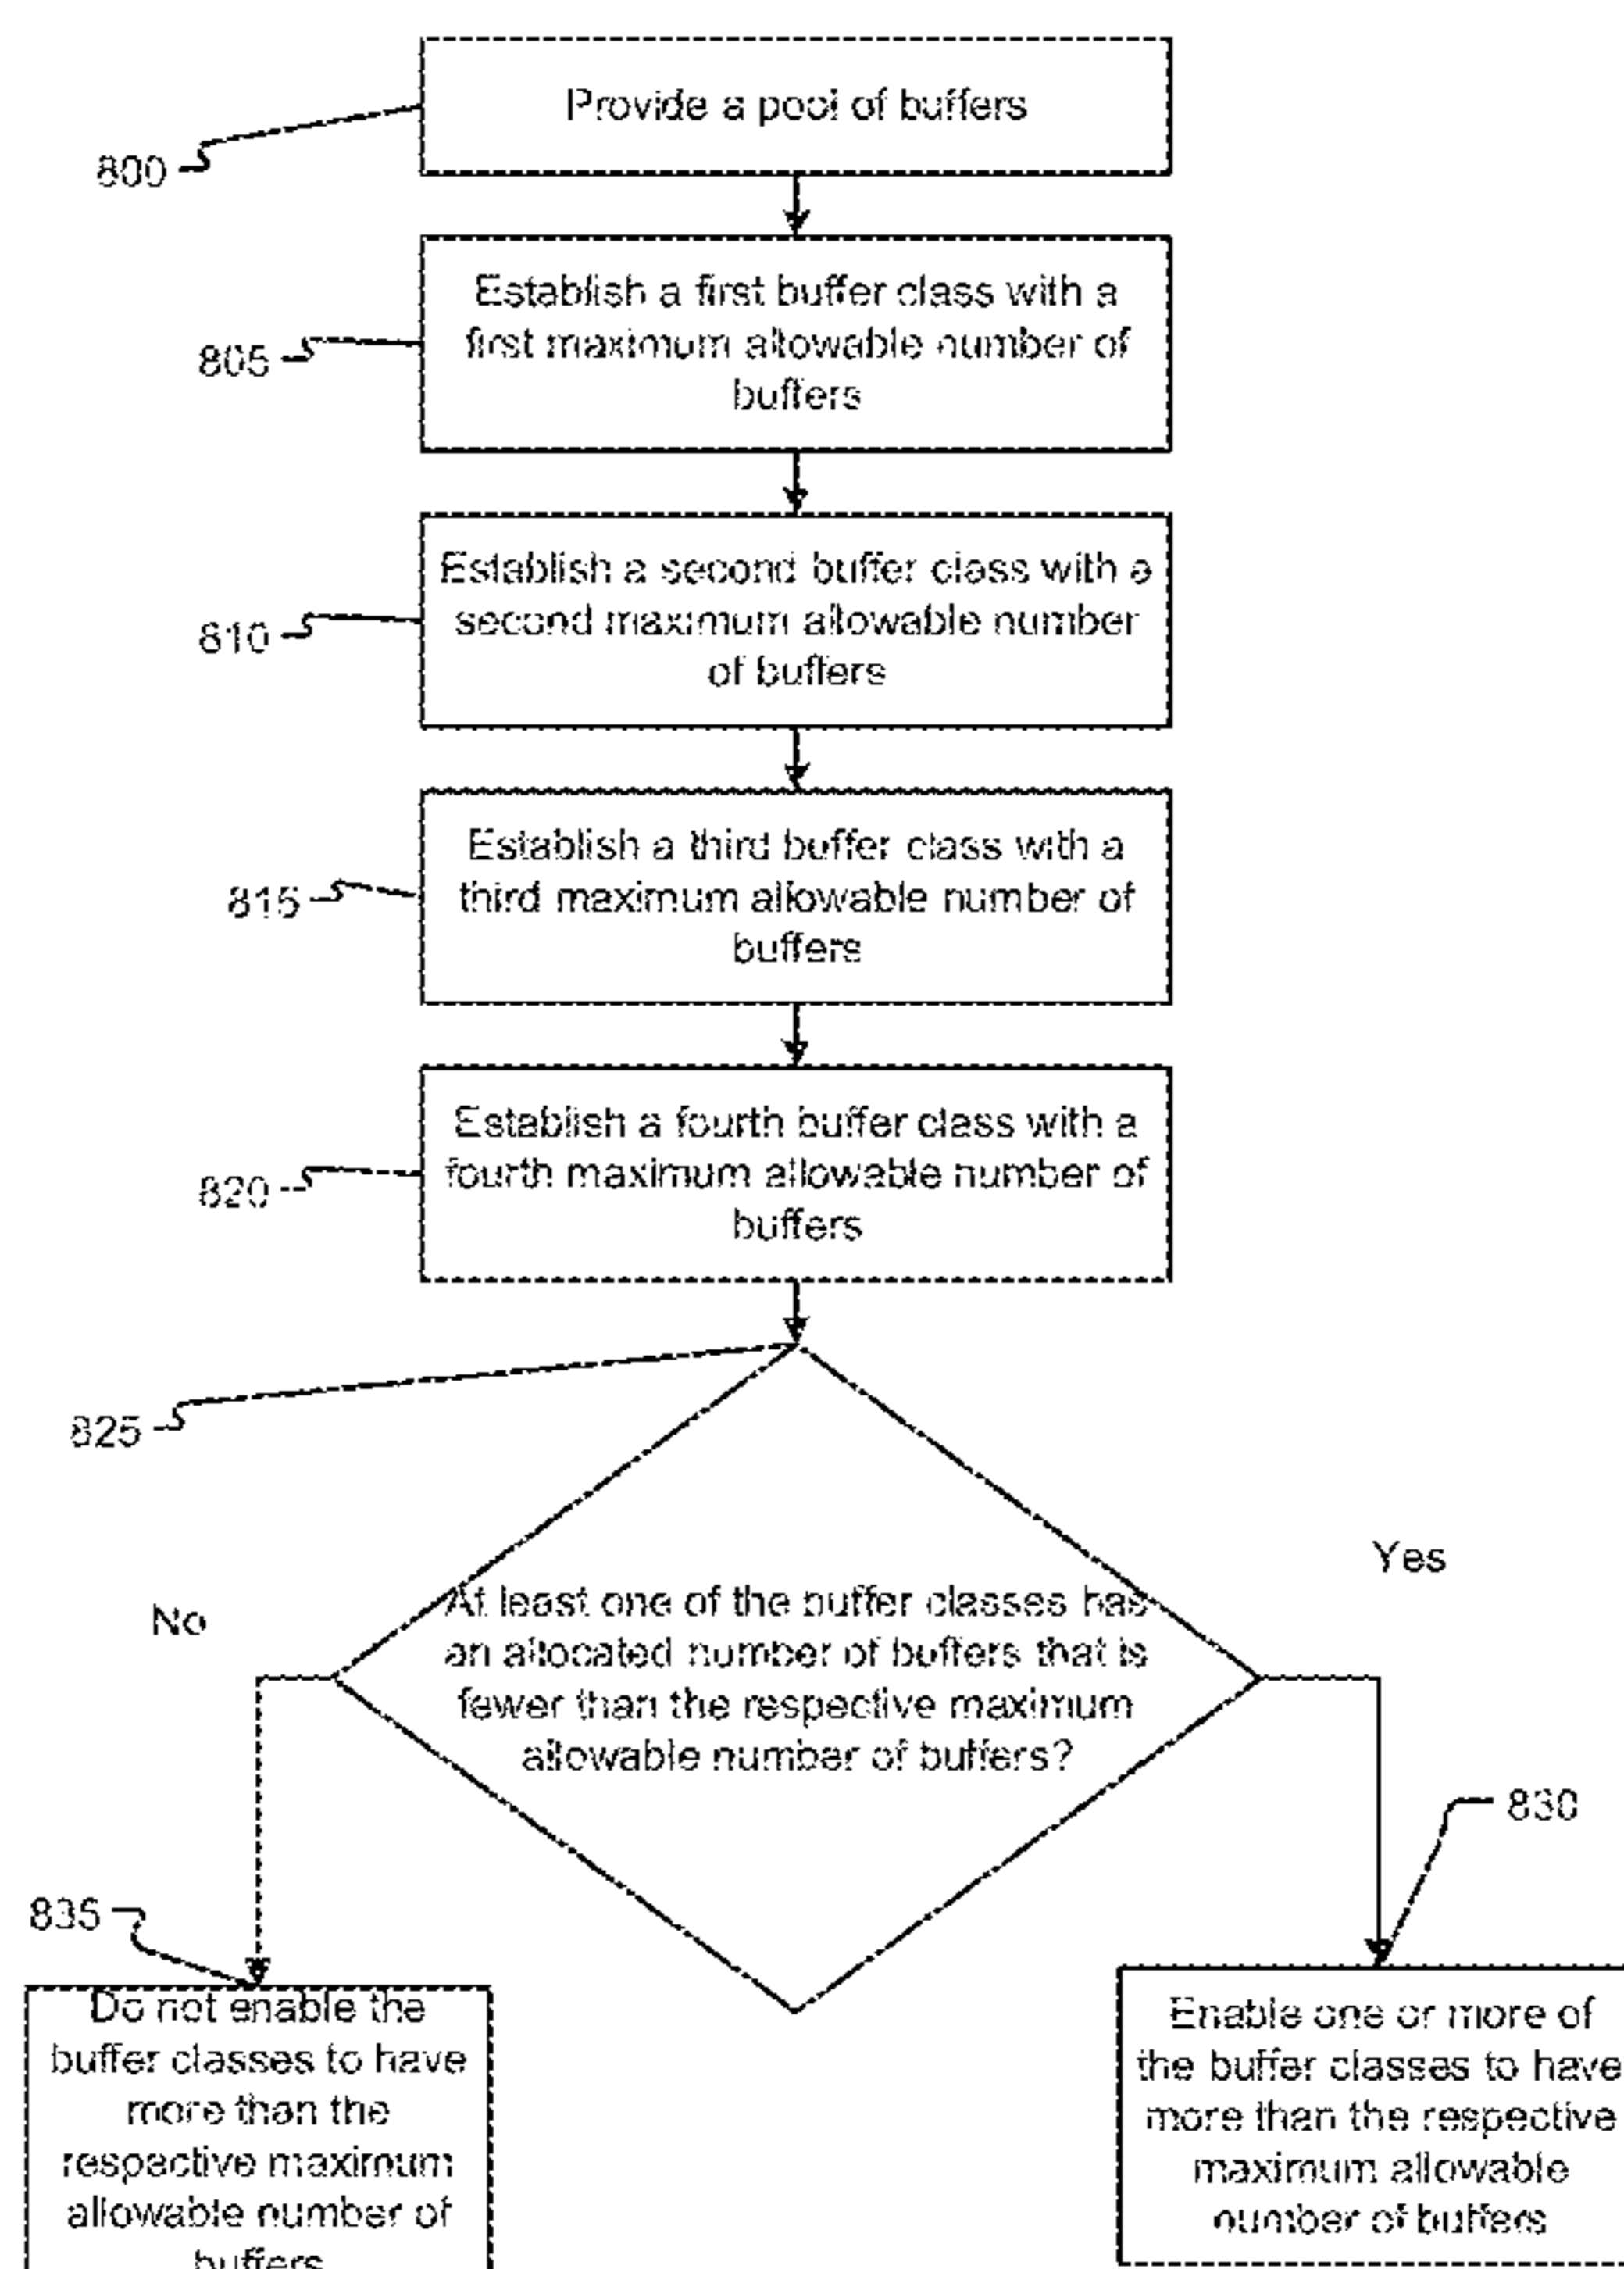 Provide a pool of buffers
800
Establish a first buffer class with a
first maximum allowable number of
buffers
805
Establish a second buffer class with a
second maximum allowable number
of buffers
810
Establish a third buffer class with a
third maximum allowable number of
buffers
815
Establish a fourth buffer class with a
fourth maximum allowable number of
buffers
820
825
Yes
No
At least one of the buffer classes has
an allocated number of buffers that is
fewer than the respective maximum
allowable number of buffers?
830
835
Do not enable the
buffer classes to have
more than the
respective maximum
allowable number of
buffers
Enable one or more of
the buffer classes to have
more than the respective
maximum allowable
number of buffers